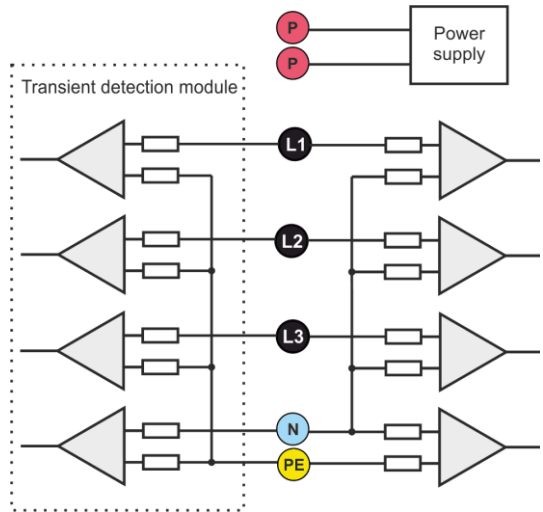 P
P
Power
supply
Transient detection module
L1
L2
L3
N
PE